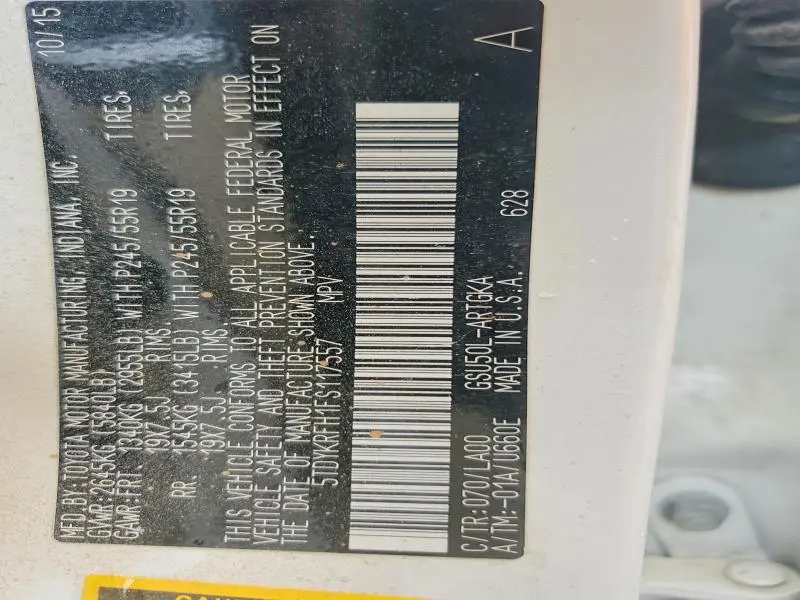 MFD BY:TOYOTA MOTOR MANUFACTURING, INDIANA, INC. 10/15
GVWR:2645KG (5840LB)
GAWR:FRT 1340KG (2955LB) WITH P245/55R19 TIRES,
19X7.5J RIMS.
RR. 1545KG (3415LB) WITH P245/55R19 TIRES,
19X7.5J RIMS.
THIS VEHICLE CONFORMS TO ALL APPLICABLE FEDERAL MOTOR
VEHICLE SAFETY AND THEFT PREVENTION STANDARDS IN EFFECT ON
THE DATE OF MANUFACTURE SHOWN ABOVE.
5TDYKRFH1FS117557 MPV
C/TR:070/LA00 GSU50L-ARTGKA A
A/TM:-01A/U660E MADE IN U.S.A. 628